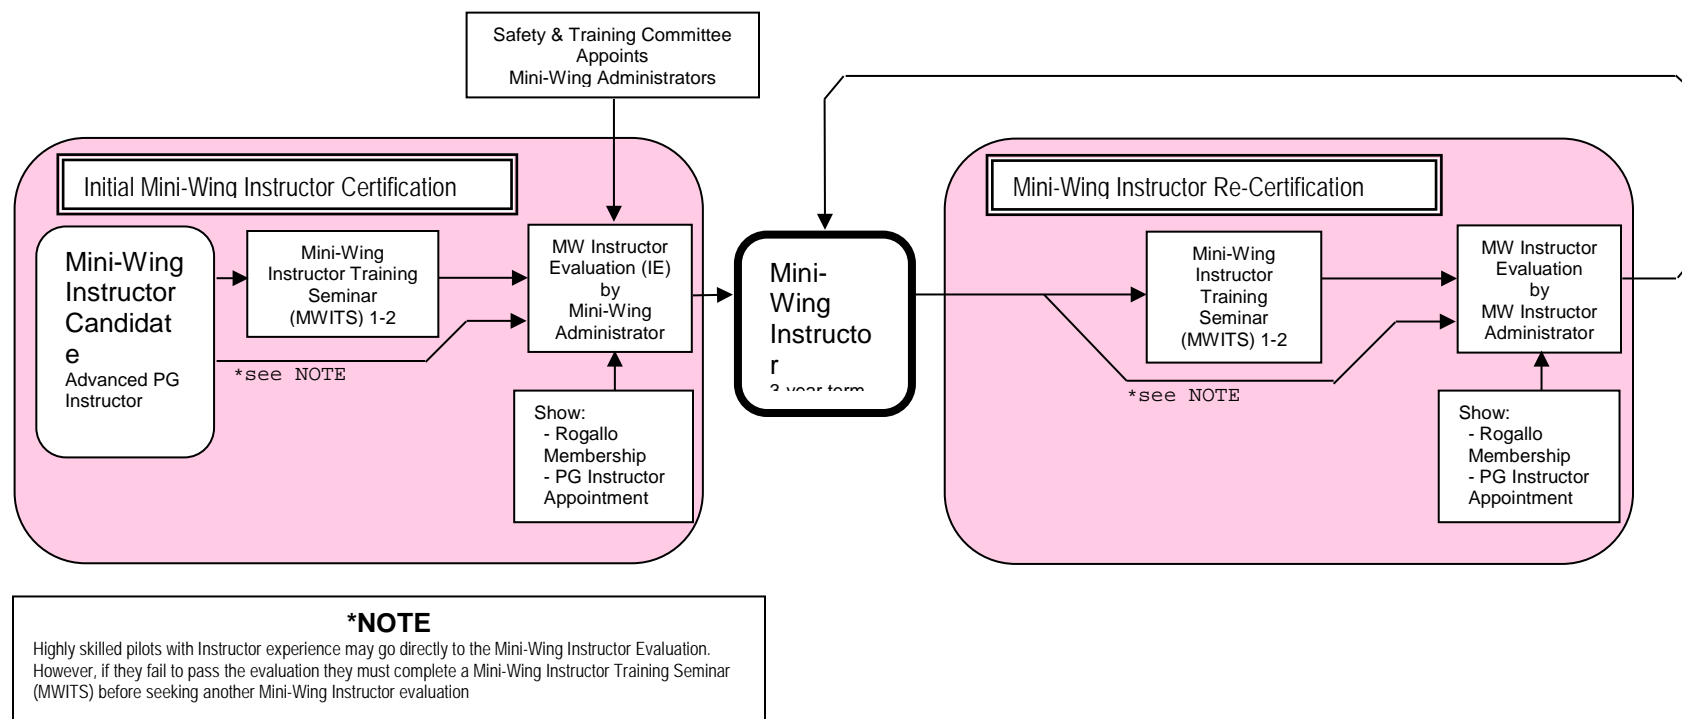 Safety & Training Committee
Appoints
Mini-Wing Administrators
Initial Mini-Wing Instructor Certification
Mini-Wing
Instructor
Candidat
e
Advanced PG
Instructor
Mini-Wing
Instructor Training
Seminar
(MWITS) 1-2
*see NOTE
MW Instructor
Evaluation (IE)
by
Mini-Wing
Administrator
Show:
- Rogallo
Membership
- PG Instructor
Appointment
Mini-
Wing
Instructo
r
3 year term
Mini-Wing Instructor Re-Certification
Mini-Wing
Instructor
Training
Seminar
(MWITS) 1-2
*see NOTE
MW Instructor
Evaluation
by
MW Instructor
Administrator
Show:
- Rogallo
Membership
- PG Instructor
Appointment
*NOTE
Highly skilled pilots with Instructor experience may go directly to the Mini-Wing Instructor Evaluation.
However, if they fail to pass the evaluation they must complete a Mini-Wing Instructor Training Seminar
(MWITS) before seeking another Mini-Wing Instructor evaluation